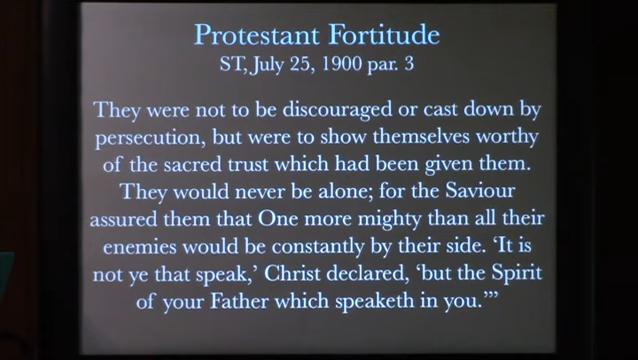 Protestant Fortitude
ST, July 25, 1900 par. 3
They were not to be discouraged or cast down by
persecution, but were to show themselves worthy
of the sacred trust which had been given them.
They would never be alone; for the Saviour
assured them that One more mighty than all their
enemies would be constantly by their side. ‘It is
not ye that speak,’ Christ declared, ‘but the Spirit
of your Father which speaketh in you.’”